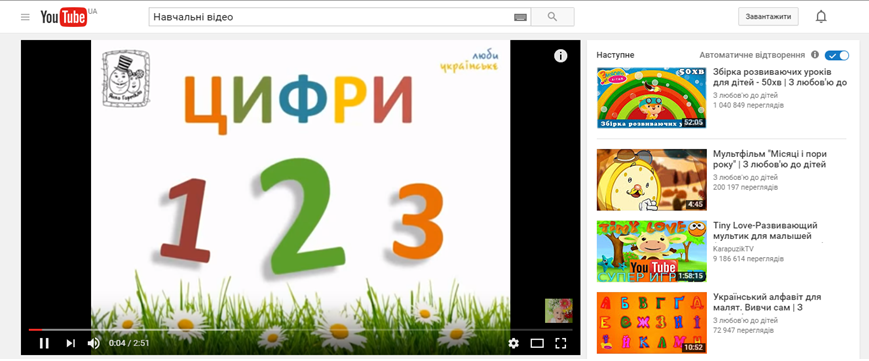 YouTube UA
Навчальні відео
Завантажити
люби
українське
ЦИФРИ
1 2 3
0:04 / 2:51
Наступне
Автоматичне відтворення
50ХВ
Збірка розвиваючих у
52:05
Збірка розвиваючих уроків
для дітей - 50хв | З любов'ю до
З любов'ю до дітей
1 040 849 переглядів
4:45
Мультфільм "Місяці і пори
року" | З любов'ю до дітей
З любов'ю до дітей
200 197 переглядів
TINY LOVE
YouTube
СУПЕР ИГР
1:58:15
Tiny Love-Развивающий
мультик для малышей
KarapuzikTV
9 186 614 переглядів
А Б В Г Ґ
10:52
Український алфавіт для
малят. Вивчи сам | З
З любов'ю до дітей
72 947 переглядів